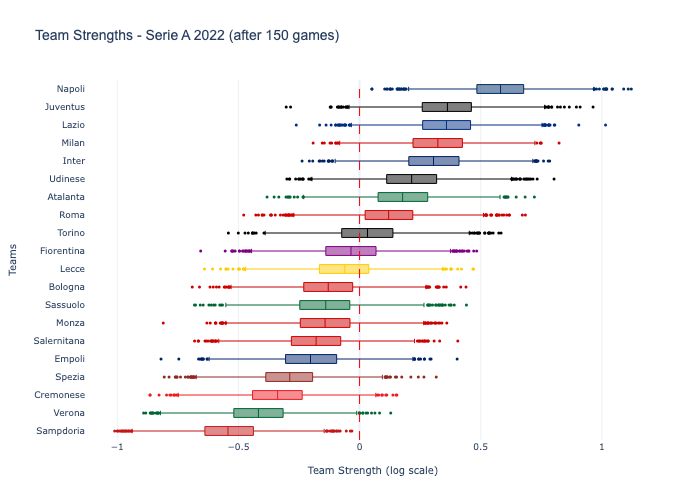 Team Strengths - Serie A 2022 (after 150 games)
Napoli
Juventus
Lazio
Milan
Inter
Udinese
Atalanta
Roma
Torino
Fiorentina
Lecce
Bologna
Sassuolo
Monza
Salernitana
Empoli
Spezia
Cremonese
Verona
Sampdoria
Teams
−1 −0.5 0 0.5 1
Team Strength (log scale)